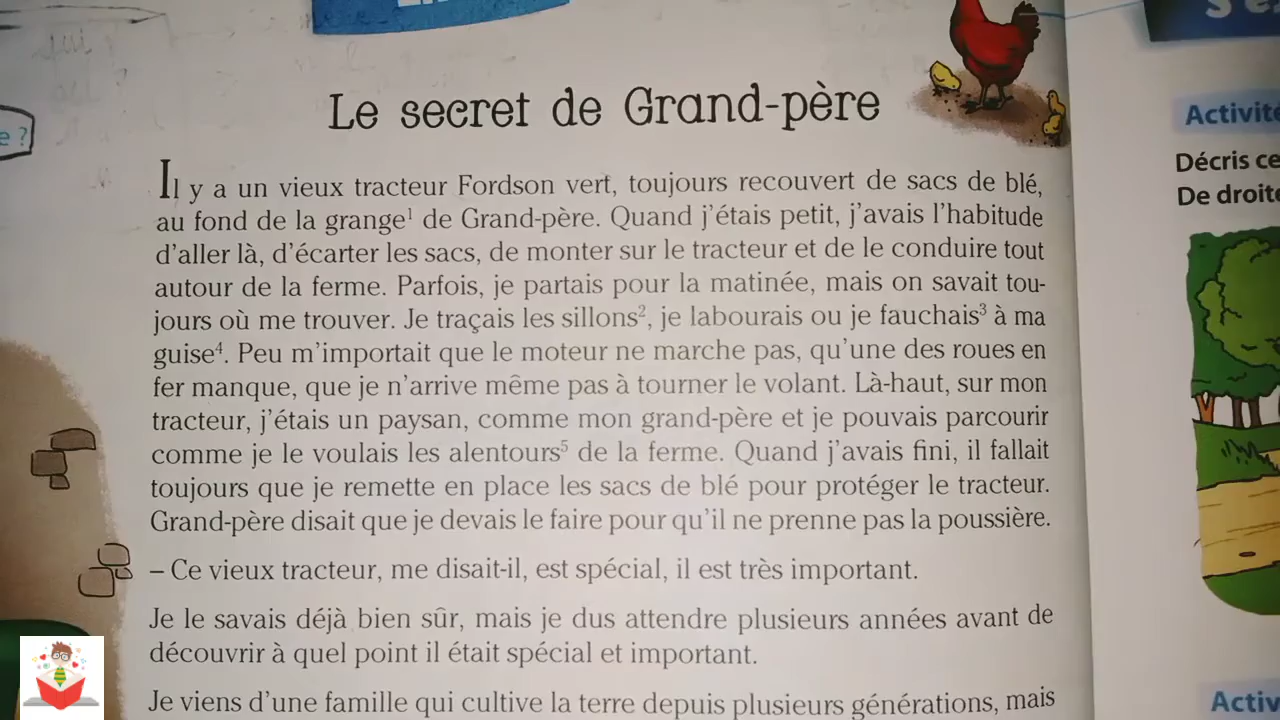 Le secret de Grand-père
Il y a un vieux tracteur Fordson vert, toujours recouvert de sacs de blé,
au fond de la grange¹ de Grand-père. Quand j'étais petit, j'avais l'habitude
d'aller là, d'écarter les sacs, de monter sur le tracteur et de le conduire tout
autour de la ferme. Parfois, je partais pour la matinée, mais on savait tou-
jours où me trouver. Je traçais les sillons², je labourais ou je fauchais³ à ma
guise⁴. Peu m'importait que le moteur ne marche pas, qu'une des roues en
fer manque, que je n'arrive même pas à tourner le volant. Là-haut, sur mon
tracteur, j'étais un paysan, comme mon grand-père et je pouvais parcourir
comme je le voulais les alentours⁵ de la ferme. Quand j'avais fini, il fallait
toujours que je remette en place les sacs de blé pour protéger le tracteur.
Grand-père disait que je devais le faire pour qu'il ne prenne pas la poussière.
– Ce vieux tracteur, me disait-il, est spécial, il est très important.
Je le savais déjà bien sûr, mais je dus attendre plusieurs années avant de
découvrir à quel point il était spécial et important.
Je viens d'une famille qui cultive la terre depuis plusieurs générations, mais
e ?
Décris ce